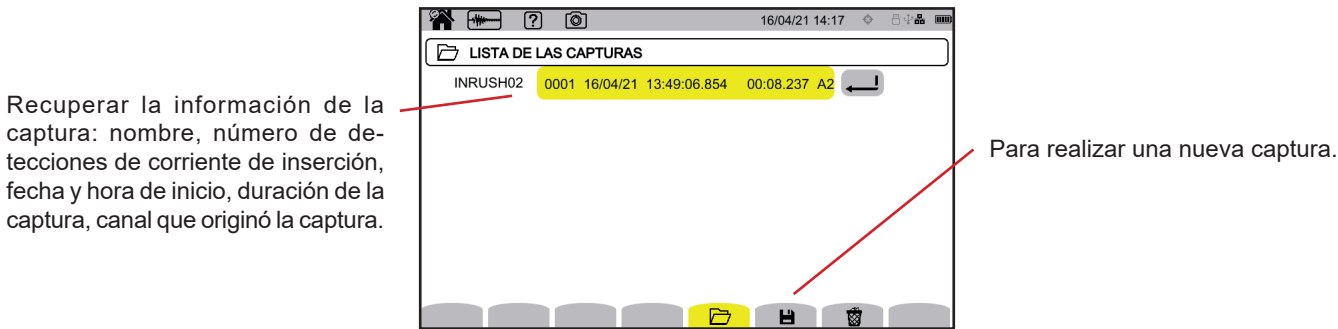 16/04/21 14:17
LISTA DE LAS CAPTURAS
INRUSH02 0001 16/04/21 13:49:06.854 00:08.237 A2
Recuperar la información de la
captura: nombre, número de de-
tecciones de corriente de inserción,
fecha y hora de inicio, duración de la
captura, canal que originó la captura.
Para realizar una nueva captura.